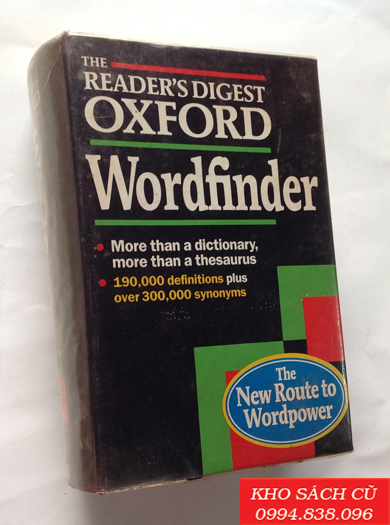 THE
READER'S DIGEST
OXFORD
Wordfinder
• More than a dictionary,
more than a thesaurus
• 190,000 definitions plus
over 300,000 synonyms
The
New Route to
Wordpower
KHO SÁCH CŨ
0994.838.096